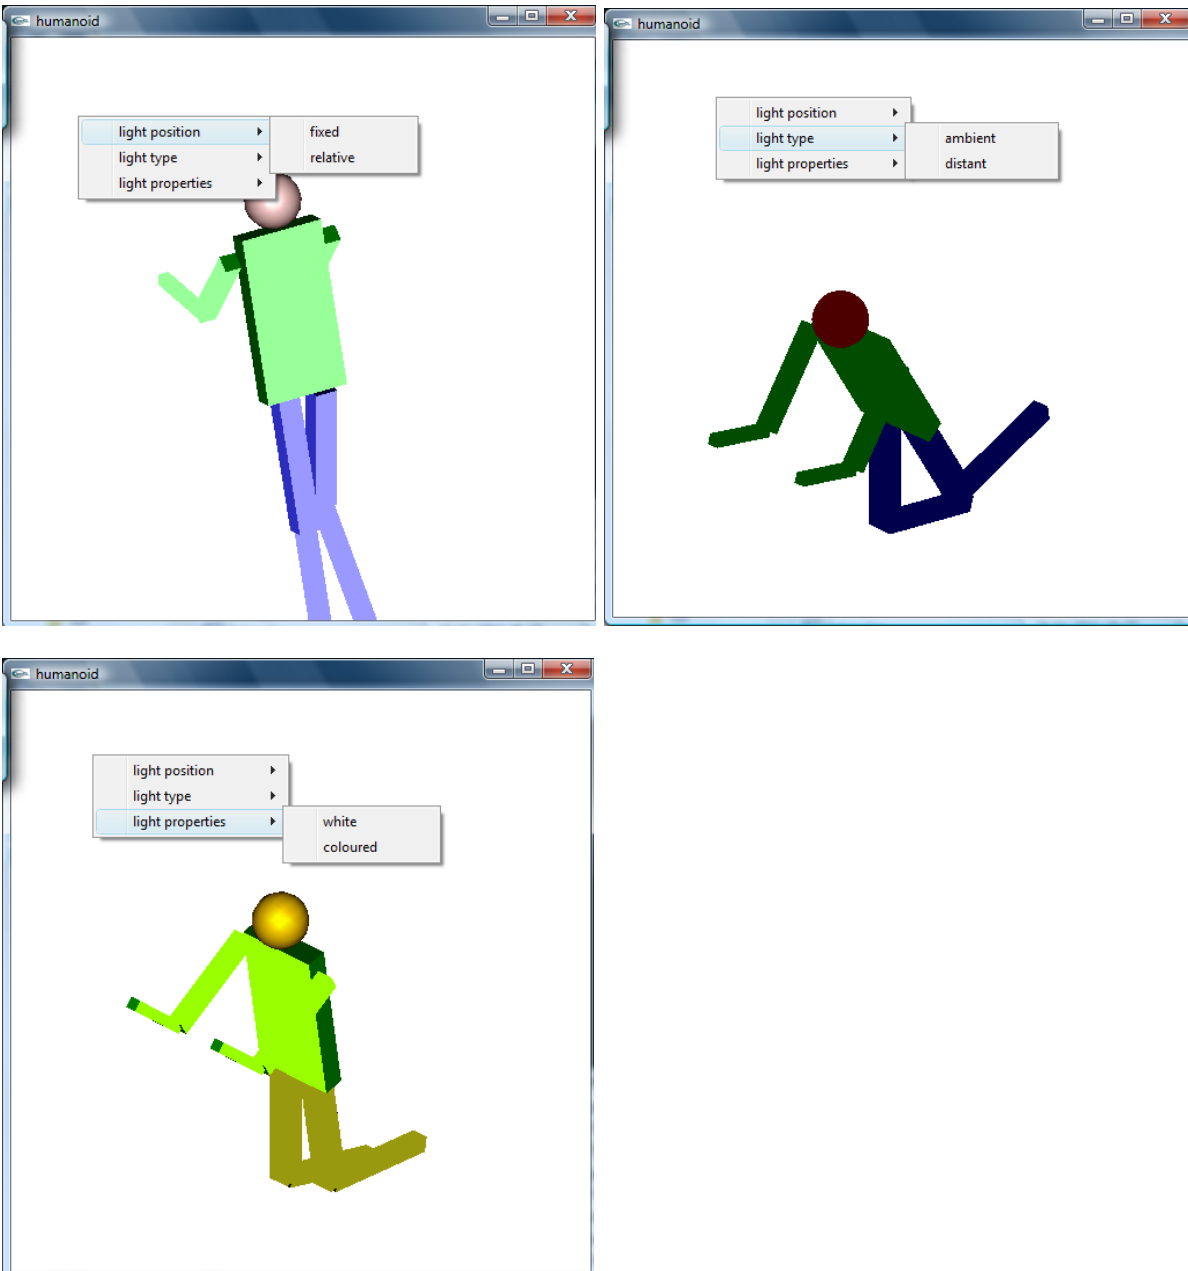 humanoid
light position
fixed
light type
relative
light properties
humanoid
light position
light type
ambient
light properties
distant
humanoid
light position
light type
light properties
white
coloured